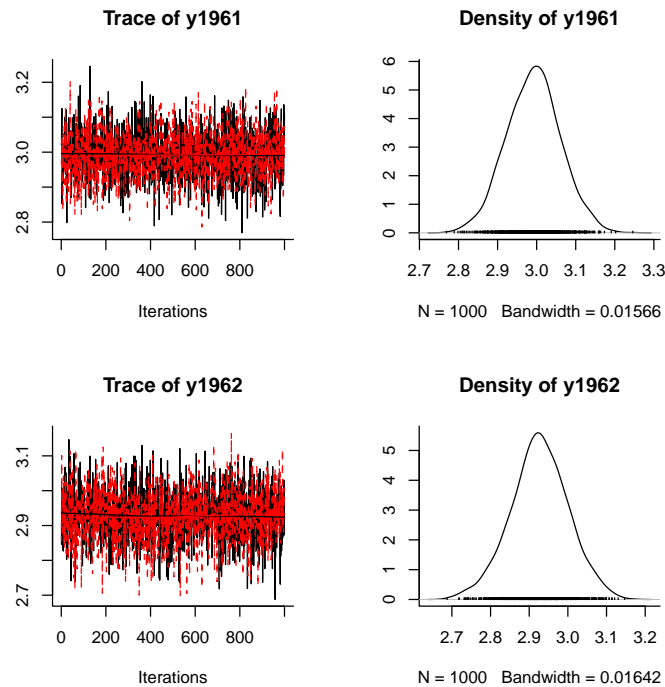 Trace of y1961
Density of y1961
3.2
3.0
2.8
0 200 400 600 800
Iterations
6
5
4
3
2
1
0
2.7 2.8 2.9 3.0 3.1 3.2 3.3
N = 1000 Bandwidth = 0.01566
Trace of y1962
Density of y1962
3.1
2.9
2.7
0 200 400 600 800
Iterations
5
4
3
2
1
0
2.7 2.8 2.9 3.0 3.1 3.2
N = 1000 Bandwidth = 0.01642